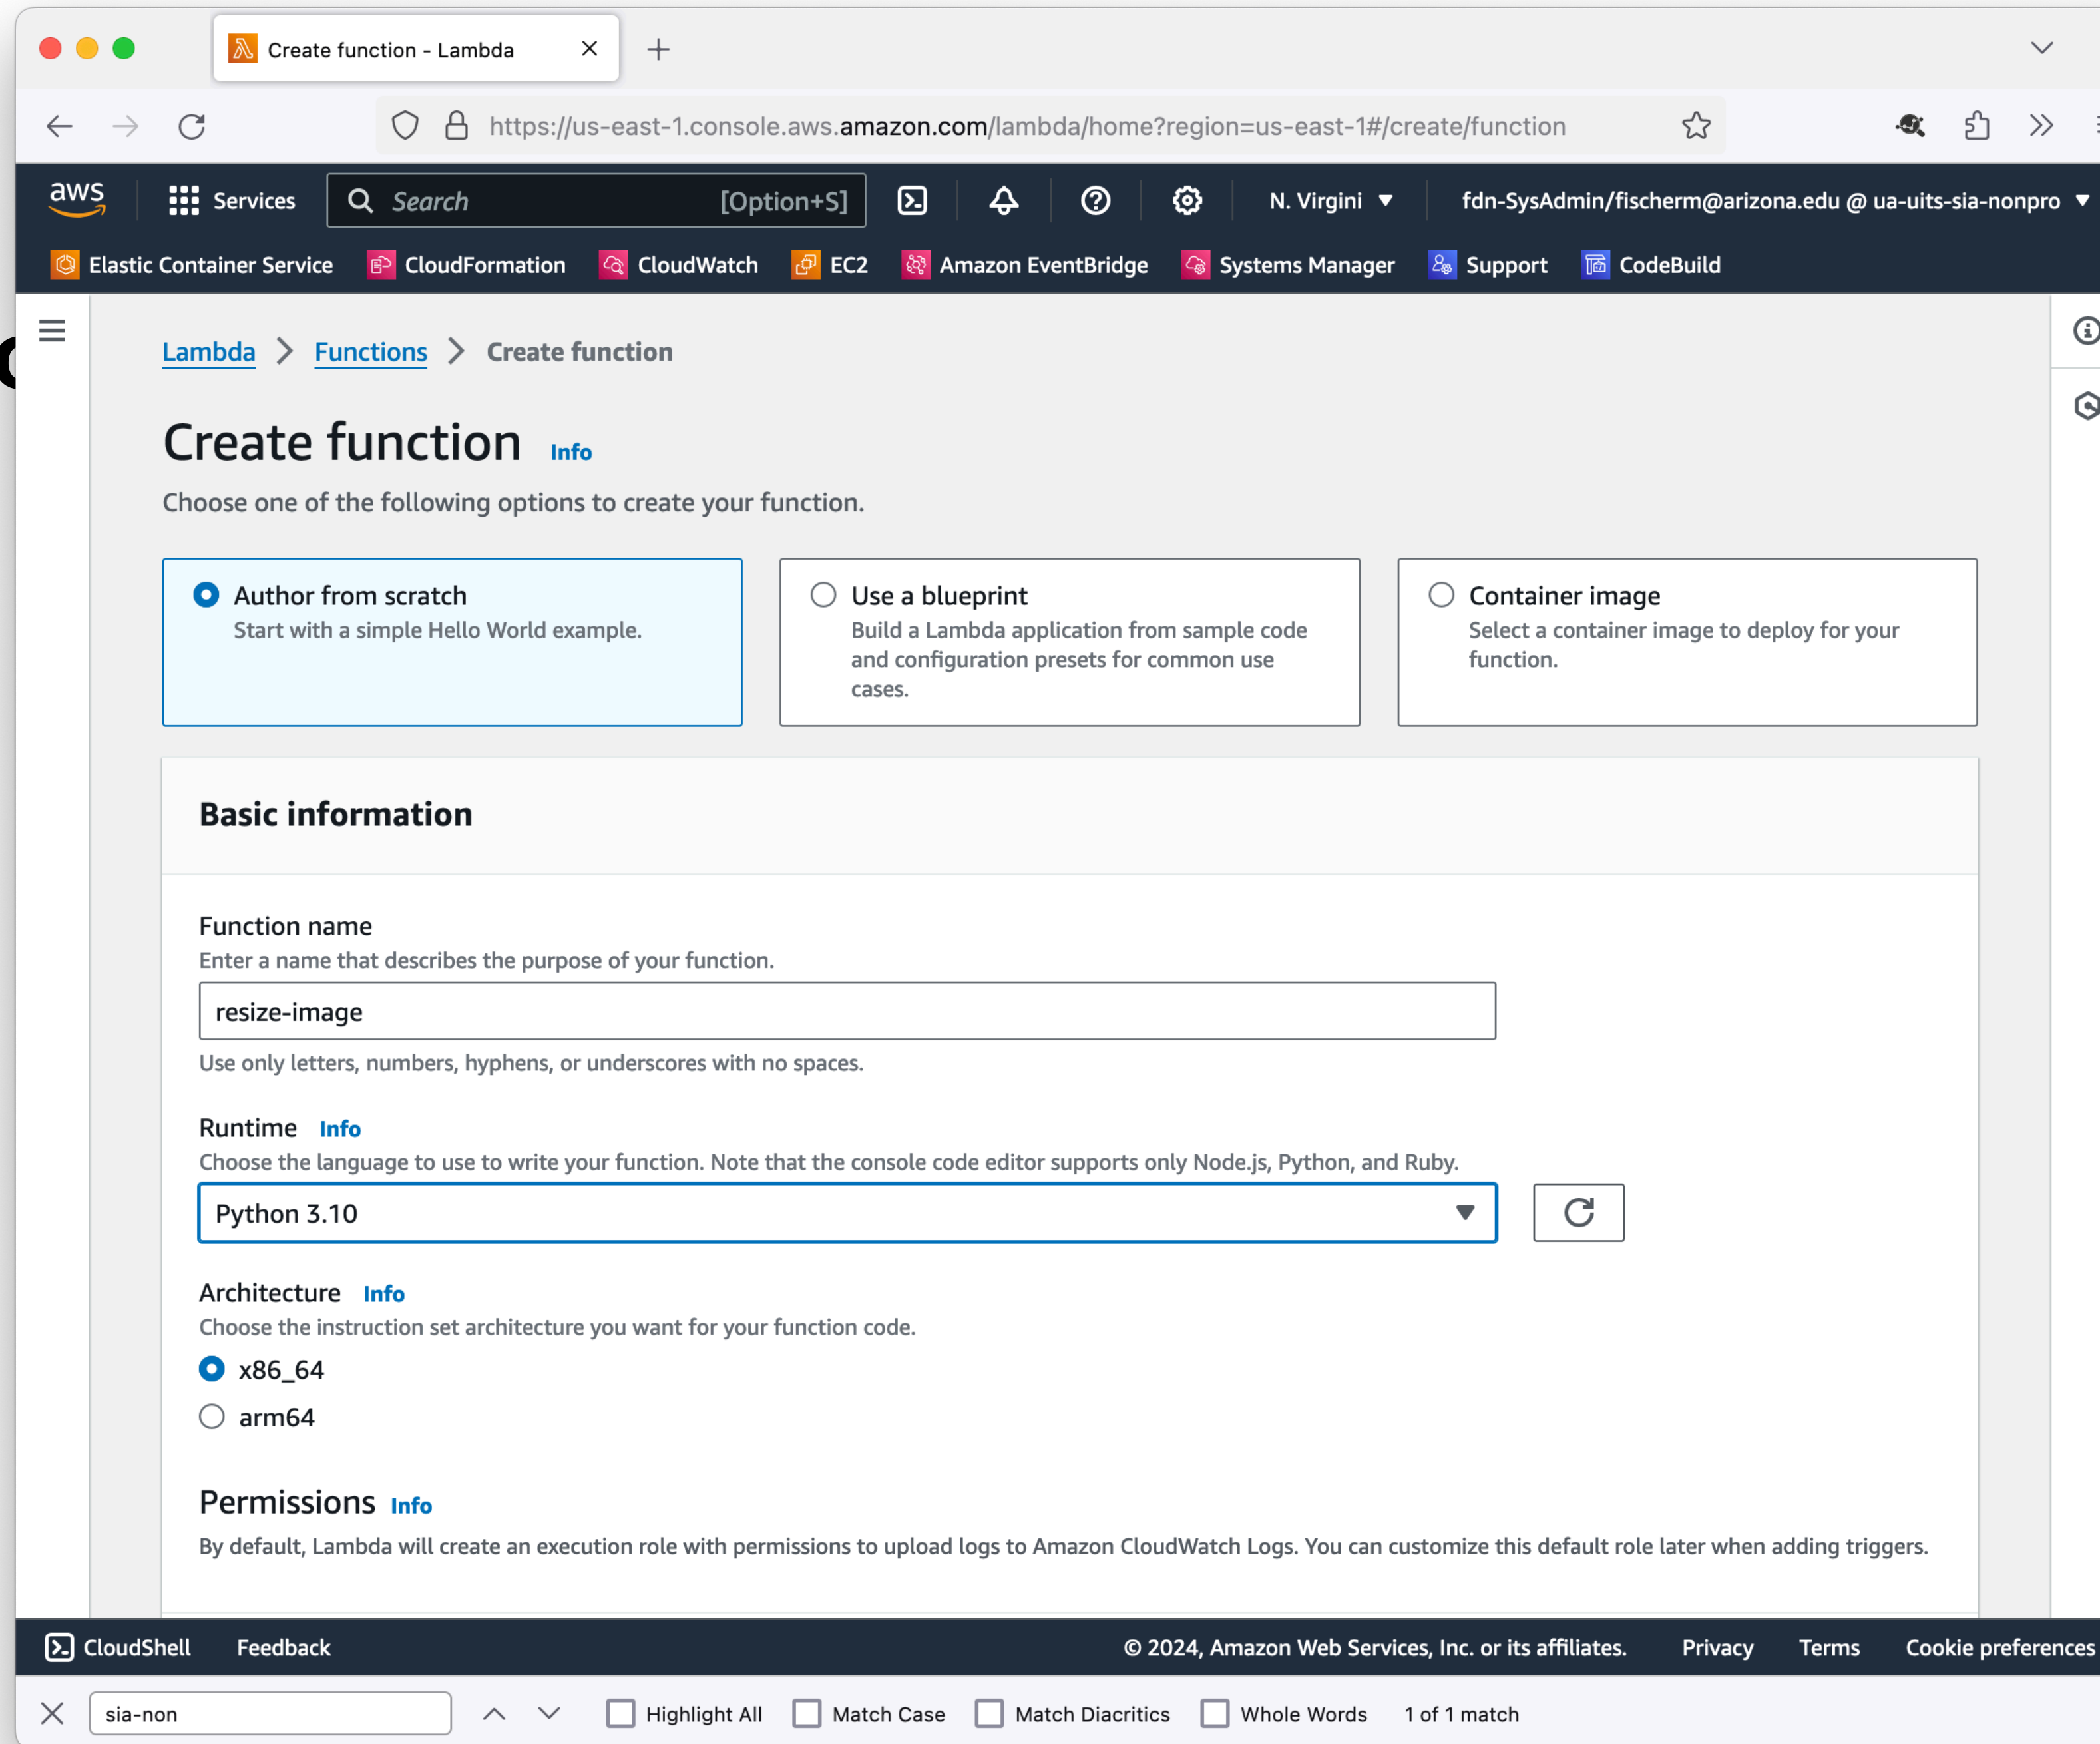 Create function - Lambda
https://us-east-1.console.aws.amazon.com/lambda/home?region=us-east-1#/create/function
aws Services Search [Option+S] N. Virgini fdn-SysAdmin/fischerm@arizona.edu @ ua-uits-sia-nonpro
Elastic Container Service CloudFormation CloudWatch EC2 Amazon EventBridge Systems Manager Support CodeBuild
Lambda Functions Create function
Create function Info
Choose one of the following options to create your function.
Author from scratch
Start with a simple Hello World example.
Use a blueprint
Build a Lambda application from sample code
and configuration presets for common use
cases.
Container image
Select a container image to deploy for your
function.
Basic information
Function name
Enter a name that describes the purpose of your function.
resize-image
Use only letters, numbers, hyphens, or underscores with no spaces.
Runtime Info
Choose the language to use to write your function. Note that the console code editor supports only Node.js, Python, and Ruby.
Python 3.10
Architecture Info
Choose the instruction set architecture you want for your function code.
x86_64
arm64
Permissions Info
By default, Lambda will create an execution role with permissions to upload logs to Amazon CloudWatch Logs. You can customize this default role later when adding triggers.
CloudShell Feedback © 2024, Amazon Web Services, Inc. or its affiliates. Privacy Terms Cookie preferences
sia-non Highlight All Match Case Match Diacritics Whole Words 1 of 1 match